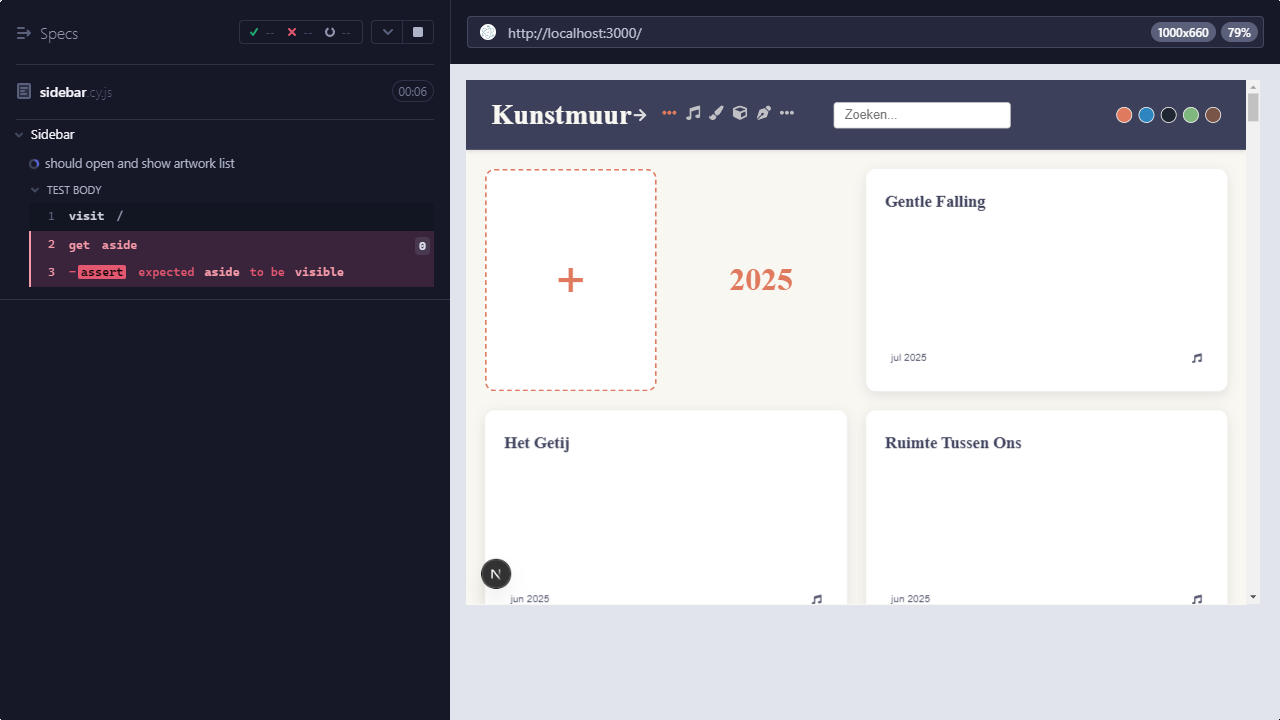 Specs
-- -- --
http://localhost:3000/
1000x660
79%
sidebar.cy.js
00:06
Sidebar
should open and show artwork list
TEST BODY
1 visit /
2 get aside 0
3 -assert expected aside to be visible
Kunstmuur
Zoeken...
+
2025
Gentle Falling
jul 2025
Het Getij
jun 2025
Ruimte Tussen Ons
jun 2025
N